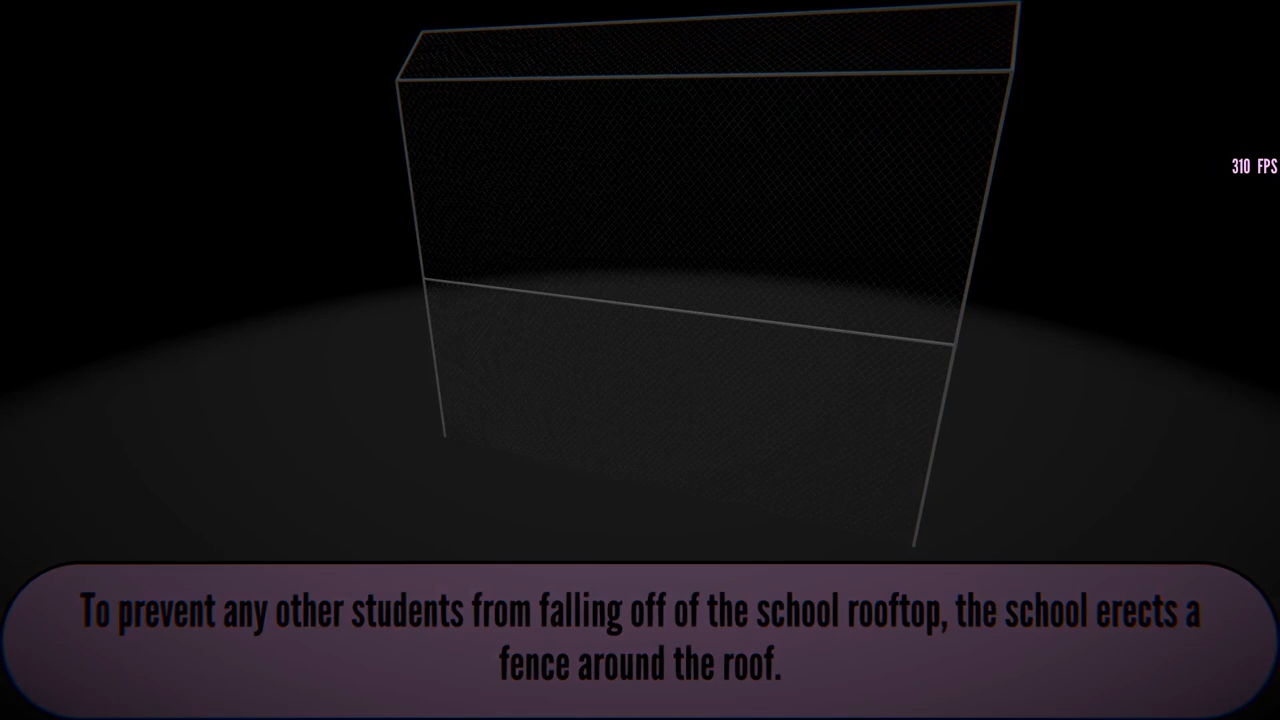 310 FPS
To prevent any other students from falling off of the school rooftop, the school erects a
fence around the roof.